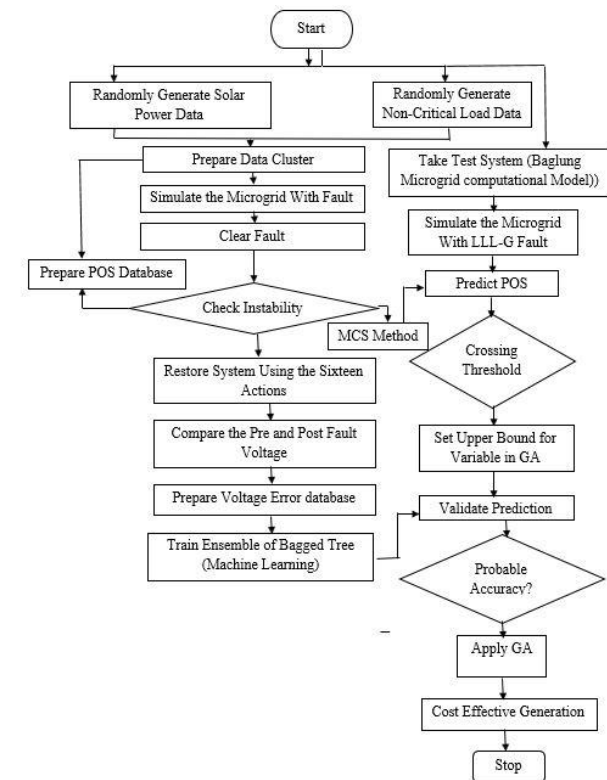 Start
Randomly Generate Solar
Power Data
Randomly Generate
Non-Critical Load Data
Prepare Data Cluster
Take Test System (Baglung
Microgrid computational Model))
Simulate the Microgrid With Fault
Simulate the Microgrid
With LLL-G Fault
Clear Fault
Prepare POS Database
Predict POS
Check Instability
MCS Method
Crossing
Threshold
Restore System Using the Sixteen
Actions
Compare the Pre and Post Fault
Voltage
Set Upper Bound for
Variable in GA
Prepare Voltage Error database
Validate Prediction
Train Ensemble of Bagged Tree
(Machine Learning)
Probable
Accuracy?
Apply GA
Cost Effective Generation
Stop